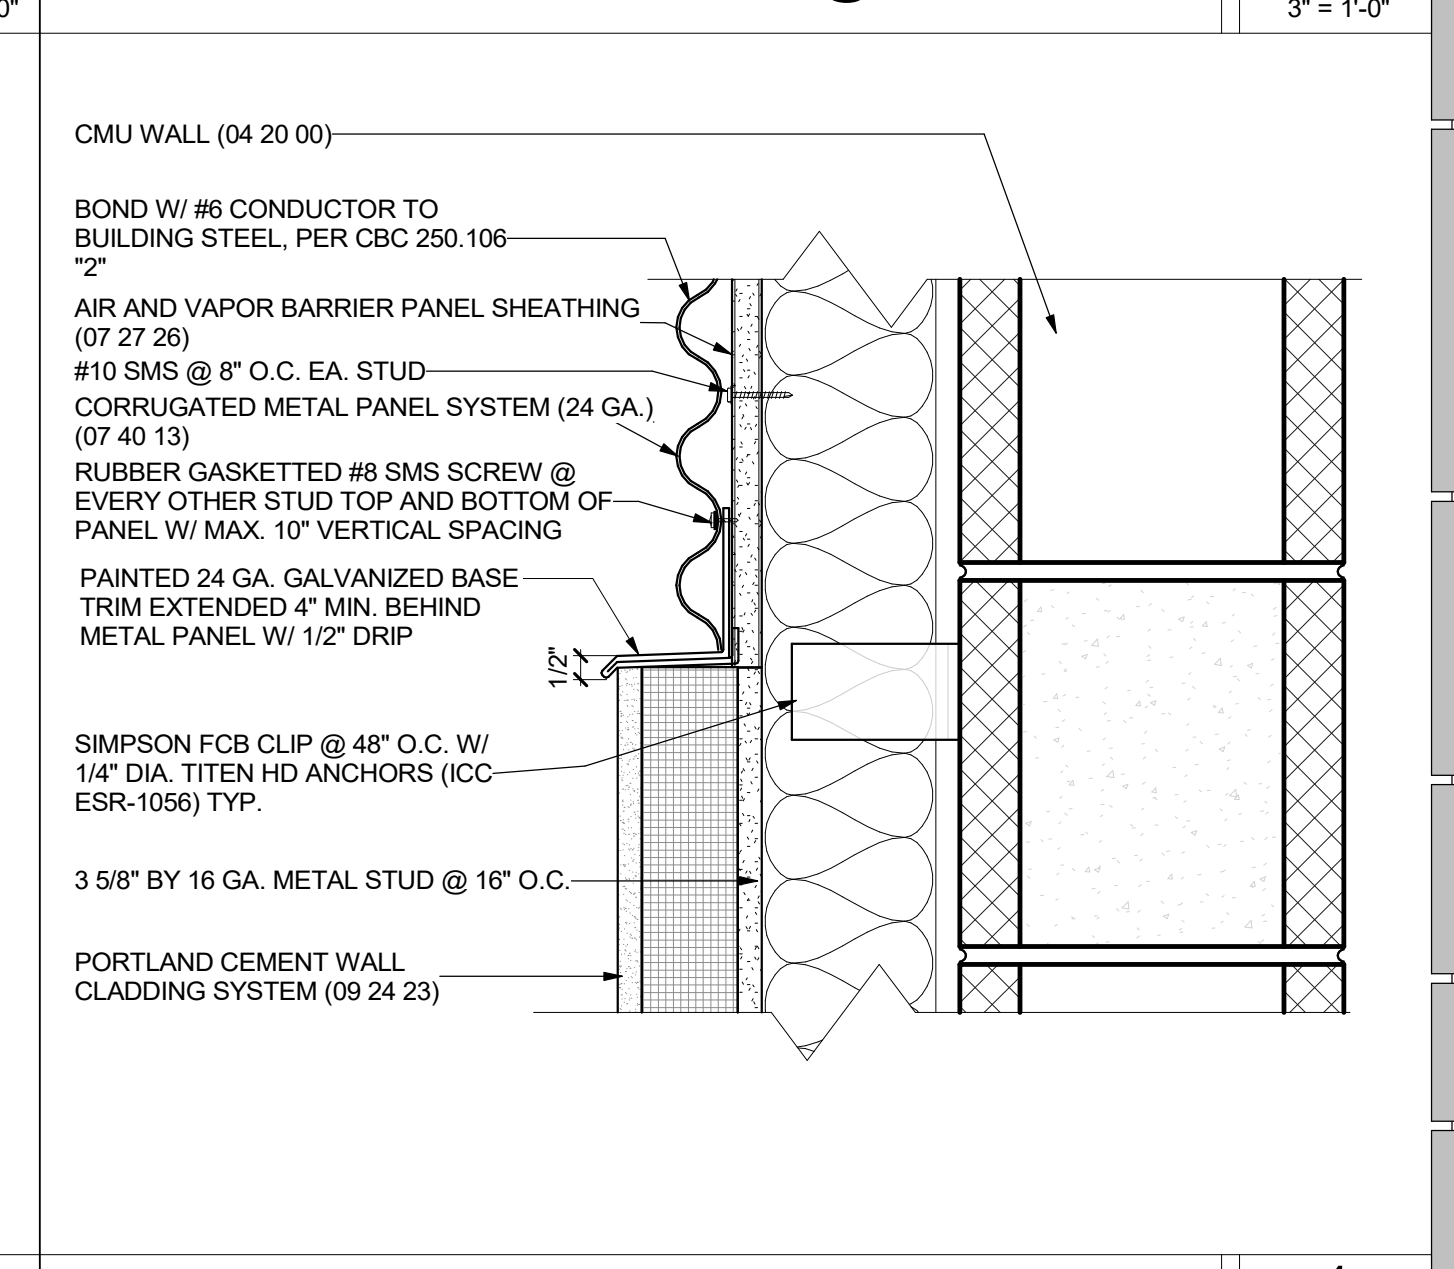 0"
3" = 1'-0"
CMU WALL (04 20 00)
BOND W/ #6 CONDUCTOR TO
BUILDING STEEL, PER CBC 250.106
"2"
AIR AND VAPOR BARRIER PANEL SHEATHING
(07 27 26)
#10 SMS @ 8" O.C. EA. STUD
CORRUGATED METAL PANEL SYSTEM (24 GA.)
(07 40 13)
RUBBER GASKETTED #8 SMS SCREW @
EVERY OTHER STUD TOP AND BOTTOM OF
PANEL W/ MAX. 10" VERTICAL SPACING
PAINTED 24 GA. GALVANIZED BASE
TRIM EXTENDED 4" MIN. BEHIND
METAL PANEL W/ 1/2" DRIP
1/2"
SIMPSON FCB CLIP @ 48" O.C. W/
1/4" DIA. TITEN HD ANCHORS (ICC
ESR-1056) TYP.
3 5/8" BY 16 GA. METAL STUD @ 16" O.C.
PORTLAND CEMENT WALL
CLADDING SYSTEM (09 24 23)